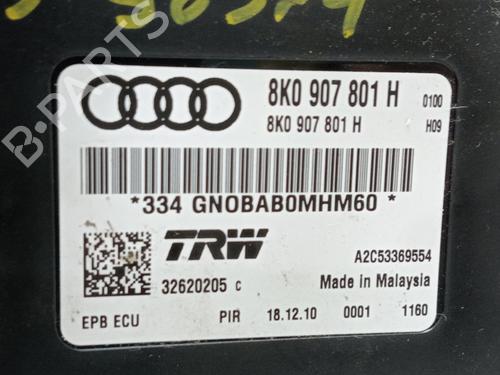 8K0 907 801 H 0100
8K0 907 801 H H09
*334 GNOBAB0MHM60*
TRW
A2C53369554
32620205 C
Made in Malaysia
EPB ECU PIR 18.12.10 0001 1160
B-PARTS